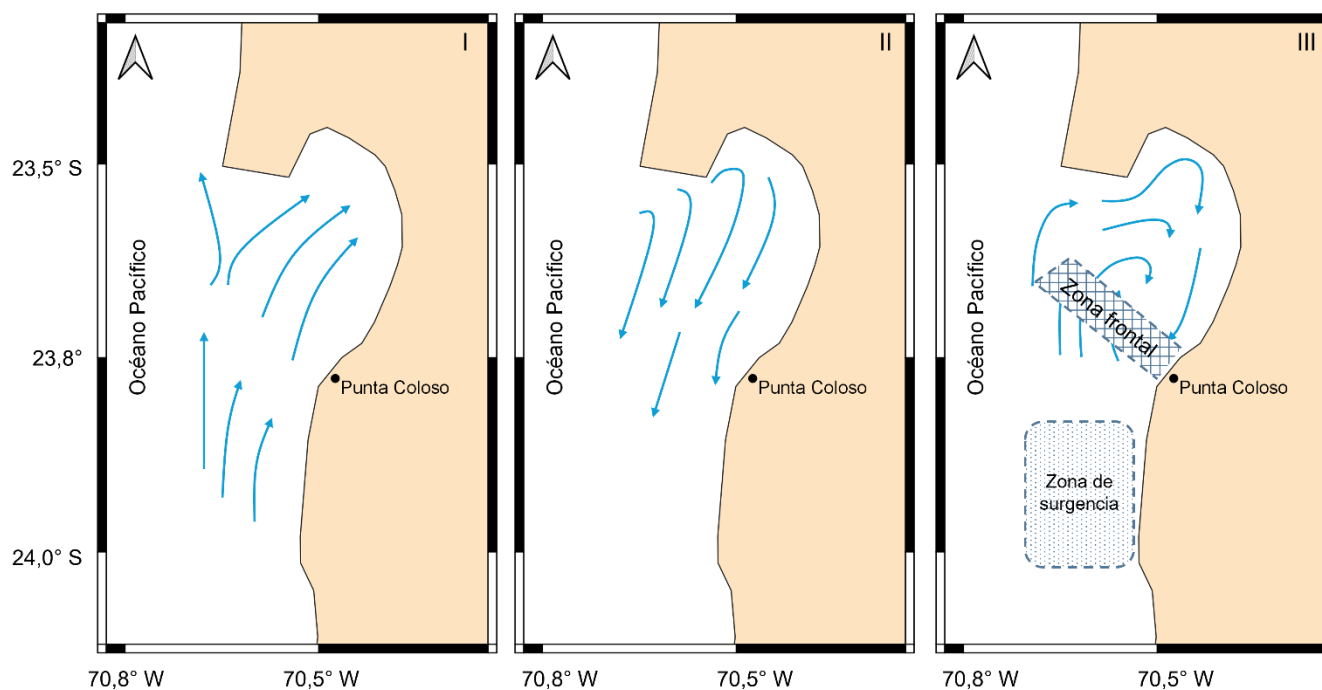 I
II
III
23,5° S
23,8° S
24,0° S
Océano Pacífico
Punta Coloso
70,8° W
70,5° W
Océano Pacífico
Punta Coloso
70,8° W
70,5° W
Océano Pacífico
Zona frontal
Punta Coloso
Zona de
surgencia
70,8° W
70,5° W